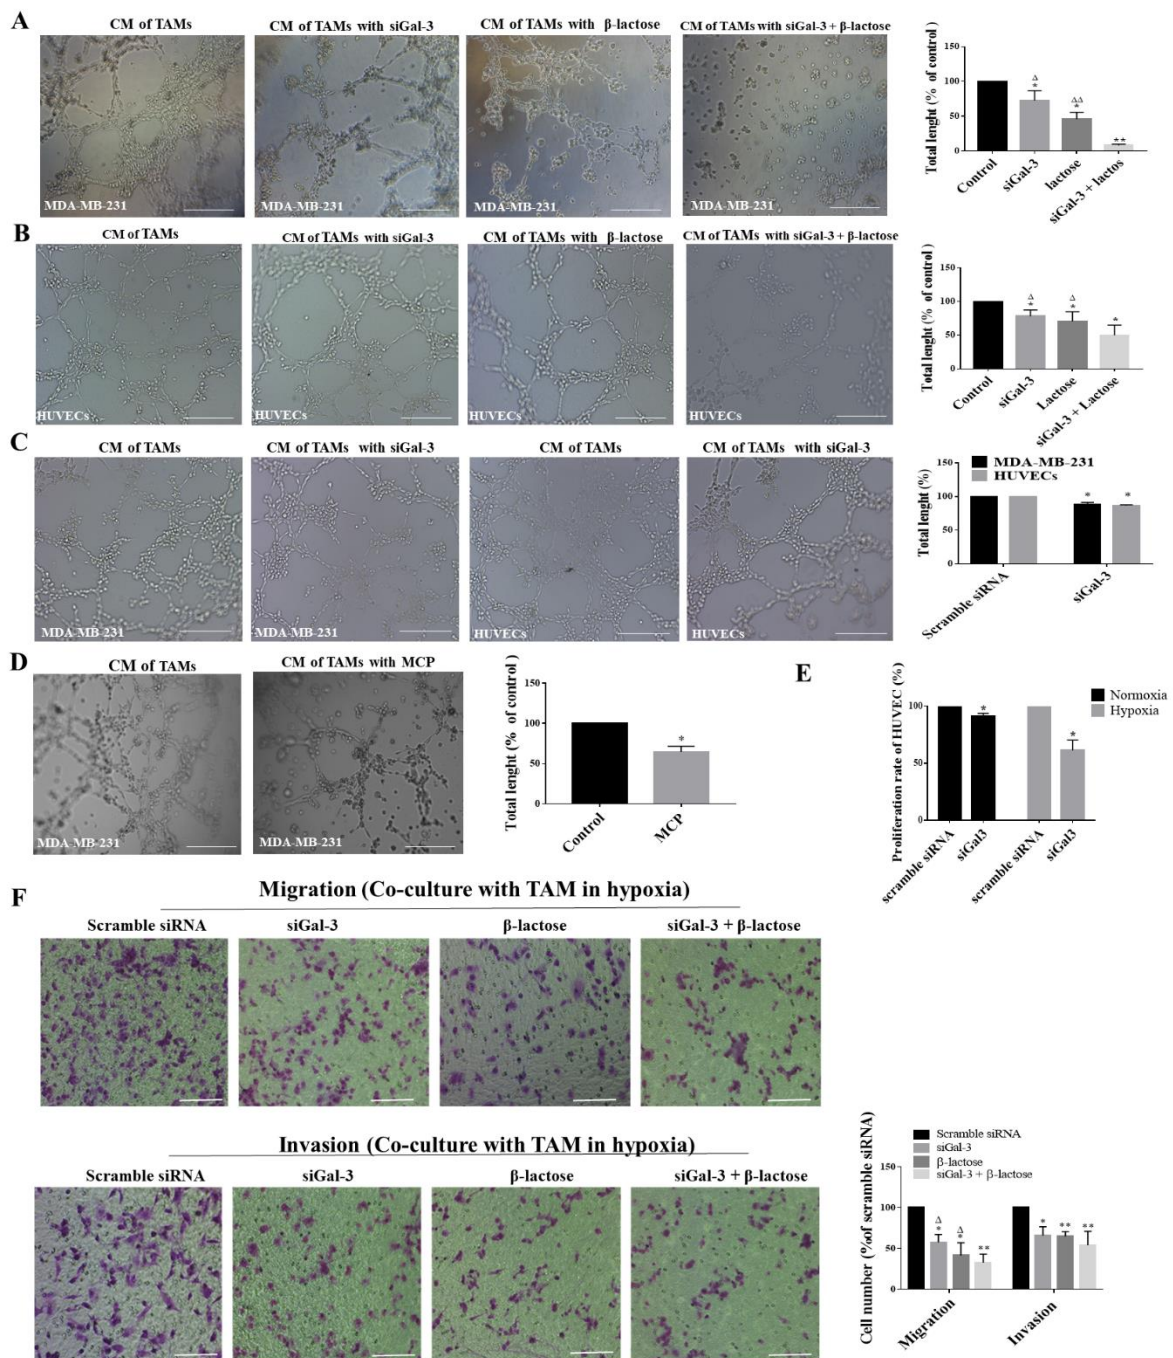 A
CM of TAMs
CM of TAMs with siGal-3
CM of TAMs with β-lactose
CM of TAMs with siGal-3 + β-lactose
MDA-MB-231
MDA-MB-231
MDA-MB-231
MDA-MB-231
Total lenght (% of control)
150
100
50
0
Δ
*
ΔΔ
*
**
Control
siGal-3
lactose
siGal-3 + lactos
B
CM of TAMs
CM of TAMs with siGal-3
CM of TAMs with β-lactose
CM of TAMs with siGal-3 + β-lactose
HUVECs
HUVECs
HUVECs
HUVECs
Total lenght (% of control)
150
100
50
0
Δ
*
Δ
*
*
Control
siGal-3
Lactose
siGal-3 + Lactose
C
CM of TAMs
CM of TAMs with siGal-3
CM of TAMs
CM of TAMs with siGal-3
MDA-MB-231
MDA-MB-231
HUVECs
HUVECs
MDA-MB-231
HUVECs
Total lenght (%)
150
100
50
0
*
*
Scramble siRNA
siGal-3
D
CM of TAMs
CM of TAMs with MCP
MDA-MB-231
MDA-MB-231
Total lenght (% of control)
150
100
50
0
*
Control
MCP
E
Normoxia
Hypoxia
Proliferation rate of HUVEC (%)
100
50
0
*
*
scramble siRNA
siGal3
scramble siRNA
siGal3
F
Migration (Co-culture with TAM in hypoxia)
Scramble siRNA
siGal-3
β-lactose
siGal-3 + β-lactose
Invasion (Co-culture with TAM in hypoxia)
Scramble siRNA
siGal-3
β-lactose
siGal-3 + β-lactose
Scramble siRNA
siGal-3
β-lactose
siGal-3 + β-lactose
Cell number (%of scramble siRNA)
150
100
50
0
Δ
*
Δ
*
**
*
**
**
Migration
Invasion